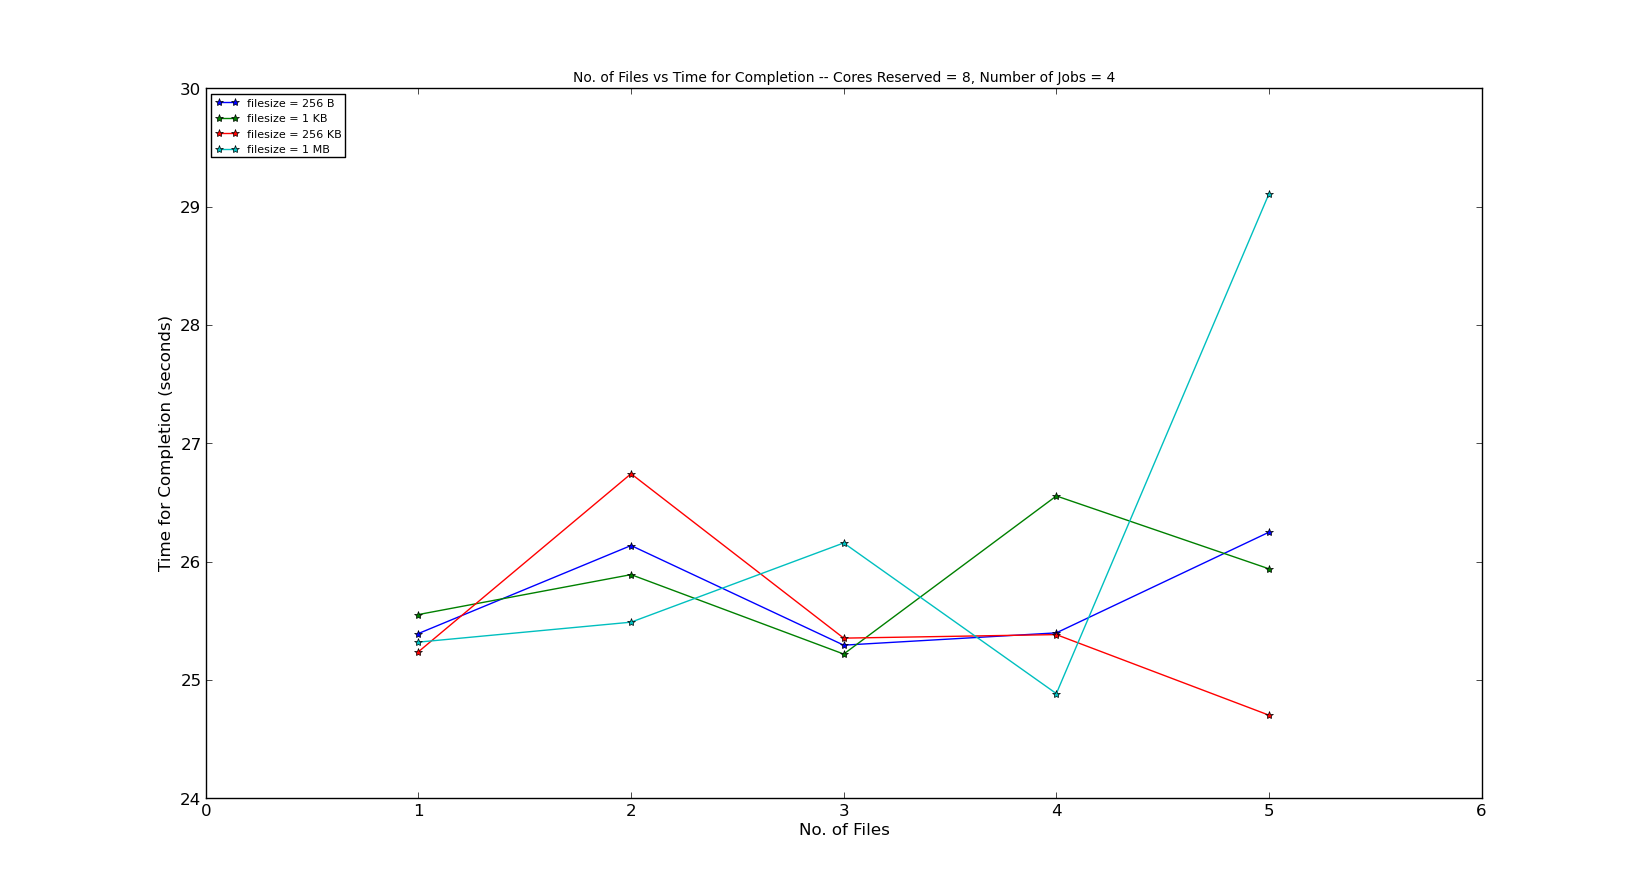 No. of Files vs Time for Completion -- Cores Reserved = 8, Number of Jobs = 4
filesize = 256 B
filesize = 1 KB
filesize = 256 KB
filesize = 1 MB
30
29
28
27
26
25
24
Time for Completion (seconds)
0 1 2 3 4 5 6
No. of Files